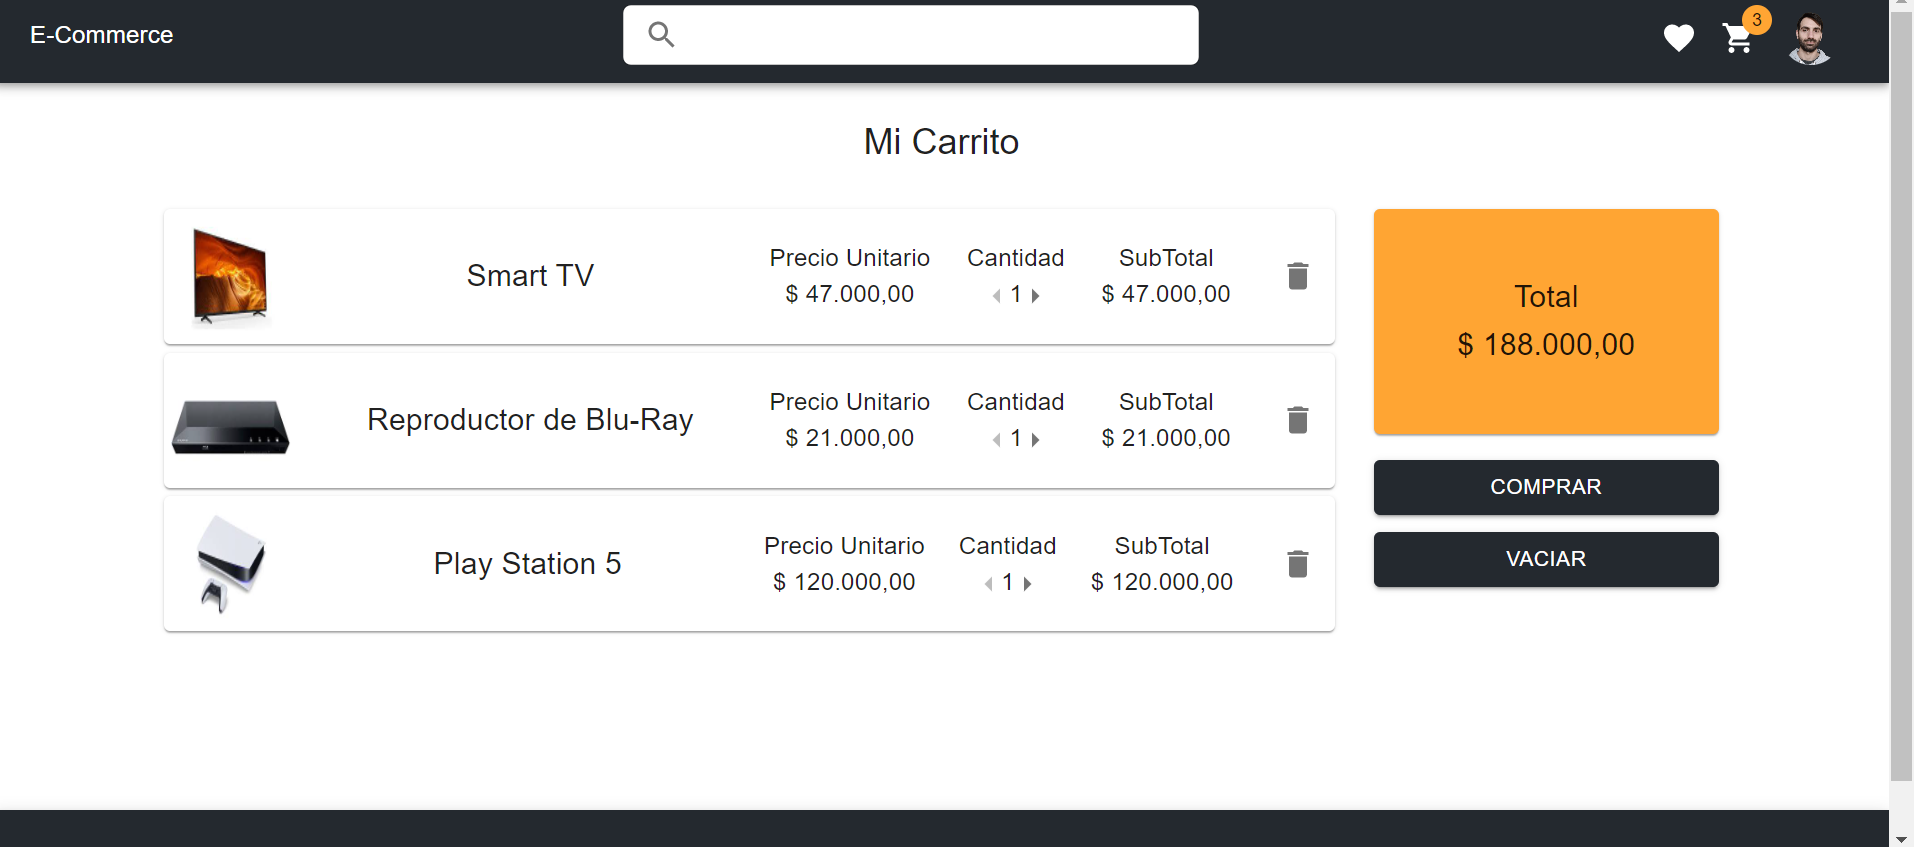 E-Commerce
3
Mi Carrito
Smart TV
Precio Unitario
$ 47.000,00
Cantidad
1
SubTotal
$ 47.000,00
Reproductor de Blu-Ray
Precio Unitario
$ 21.000,00
Cantidad
1
SubTotal
$ 21.000,00
Play Station 5
Precio Unitario
$ 120.000,00
Cantidad
1
SubTotal
$ 120.000,00
Total
$ 188.000,00
COMPRAR
VACIAR